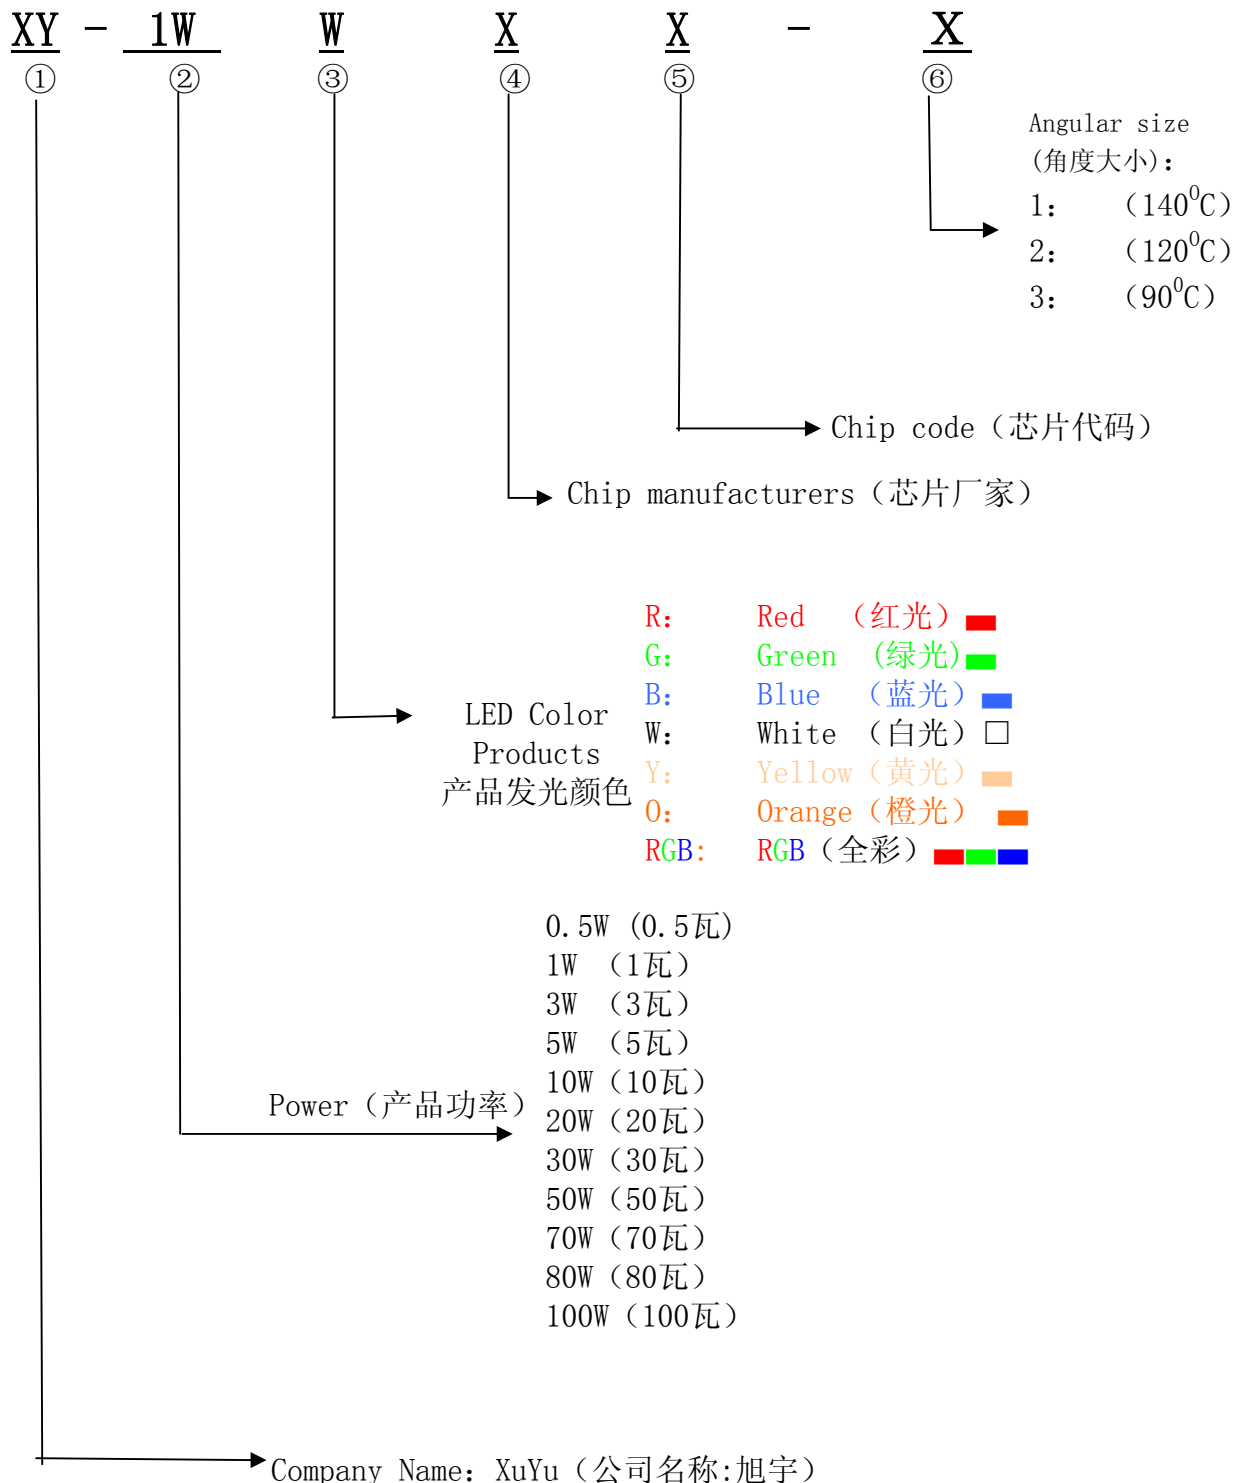 XY - 1W W X X - X
① ② ③ ④ ⑤ ⑥
Angular size
(角度大小):
1: （140⁰C）
2: （120⁰C）
3: （90⁰C）
Chip code（芯片代码）
Chip manufacturers（芯片厂家）
LED Color
Products
产品发光颜色
R: Red （红光）
G: Green （绿光）
B: Blue （蓝光）
W: White （白光）
Y: Yellow（黄光）
O: Orange（橙光）
RGB: RGB（全彩）
Power（产品功率）
0.5W (0.5瓦)
1W （1瓦）
3W （3瓦）
5W （5瓦）
10W（10瓦）
20W（20瓦）
30W（30瓦）
50W（50瓦）
70W（70瓦）
80W（80瓦）
100W（100瓦）
Company Name: XuYu（公司名称:旭宇）